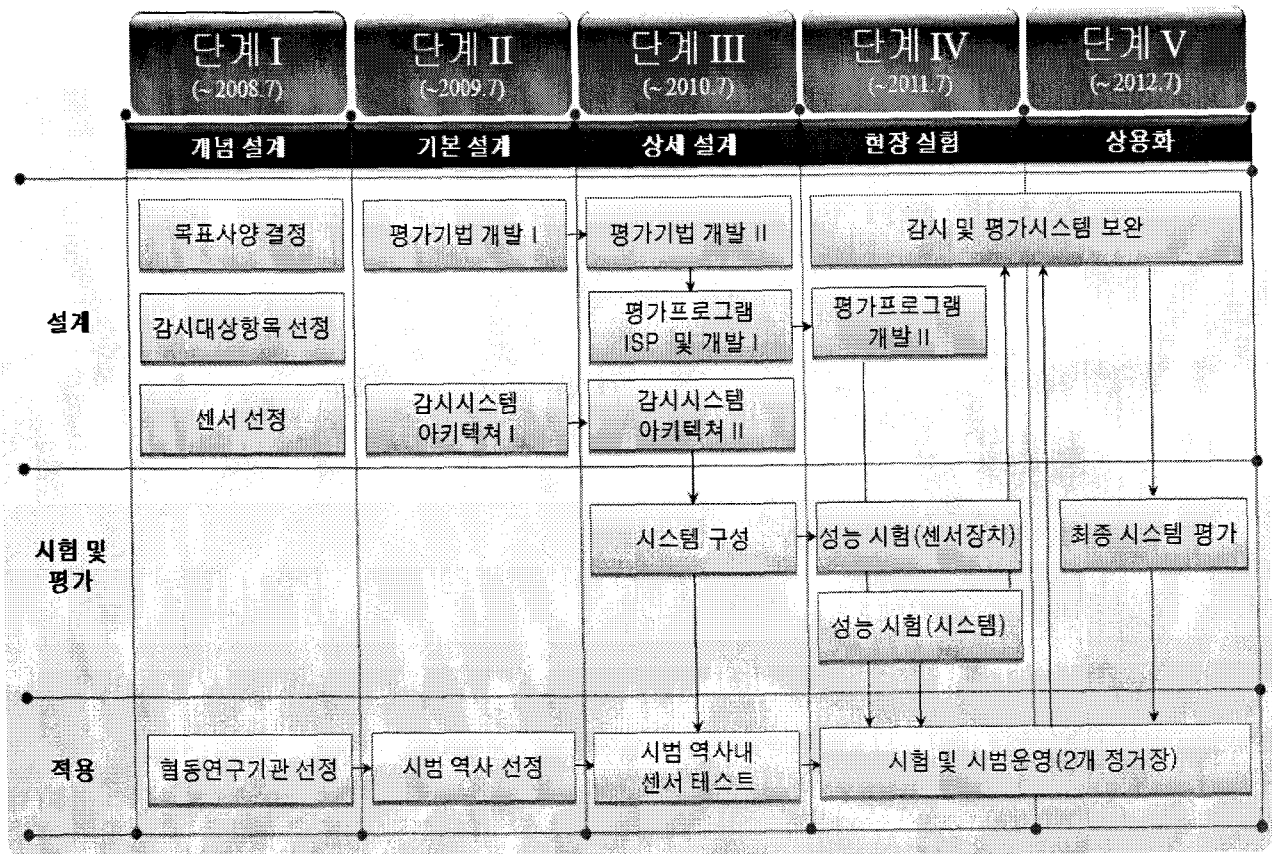 단계 I
(~2008.7)
단계 II
(~2009.7)
단계 III
(~2010.7)
단계 IV
(~2011.7)
단계 V
(~2012.7)
개념 설계
기본 설계
상세 설계
현장 실험
상용화
설계
목표사양 결정
평가기법 개발 I
평가기법 개발 II
감시 및 평가시스템 보완
감시대상항목 선정
평가프로그램
ISP 및 개발 I
평가프로그램
개발 II
센서 선정
감시시스템
아키텍쳐 I
감시시스템
아키텍쳐 II
시험 및
평가
시스템 구성
성능 시험(센서장치)
최종 시스템 평가
성능 시험(시스템)
적용
협동연구기관 선정
시범 역사 선정
시범 역사내
센서 테스트
시험 및 시범운영(2개 정거장)